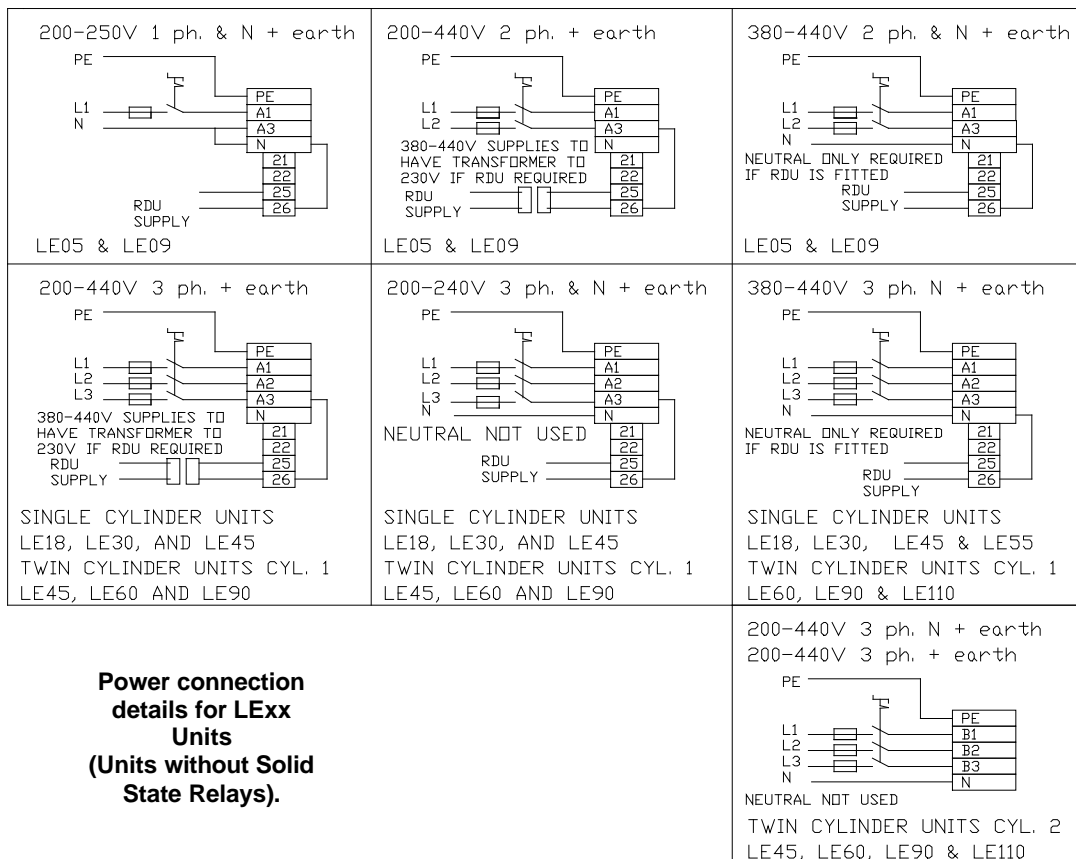 200-250V 1 ph. & N + earth
PE
L1
N
PE
A1
A3
N
21
22
25
26
RDU
SUPPLY
LE05 & LE09
200-440V 2 ph. + earth
PE
L1
L2
PE
A1
A3
N
380-440V SUPPLIES TO
HAVE TRANSFORMER TO
230V IF RDU REQUIRED
21
22
25
26
RDU
SUPPLY
LE05 & LE09
380-440V 2 ph. & N + earth
PE
L1
L2
N
PE
A1
A3
N
NEUTRAL ONLY REQUIRED
IF RDU IS FITTED
21
22
25
26
RDU
SUPPLY
LE05 & LE09
200-440V 3 ph. + earth
PE
L1
L2
L3
PE
A1
A2
A3
N
380-440V SUPPLIES TO
HAVE TRANSFORMER TO
230V IF RDU REQUIRED
21
22
25
26
RDU
SUPPLY
SINGLE CYLINDER UNITS
LE18, LE30, AND LE45
TWIN CYLINDER UNITS CYL. 1
LE45, LE60 AND LE90
200-240V 3 ph. & N + earth
PE
L1
L2
L3
N
PE
A1
A2
A3
N
NEUTRAL NOT USED
21
22
25
26
RDU
SUPPLY
SINGLE CYLINDER UNITS
LE18, LE30, AND LE45
TWIN CYLINDER UNITS CYL. 1
LE45, LE60 AND LE90
380-440V 3 ph. N + earth
PE
L1
L2
L3
N
PE
A1
A2
A3
N
NEUTRAL ONLY REQUIRED
IF RDU IS FITTED
21
22
25
26
RDU
SUPPLY
SINGLE CYLINDER UNITS
LE18, LE30, LE45 & LE55
TWIN CYLINDER UNITS CYL. 1
LE60, LE90 & LE110
Power connection
details for LExx
Units
(Units without Solid
State Relays).
200-440V 3 ph. N + earth
200-440V 3 ph. + earth
PE
L1
L2
L3
N
PE
B1
B2
B3
N
NEUTRAL NOT USED
TWIN CYLINDER UNITS CYL. 2
LE45, LE60, LE90 & LE110